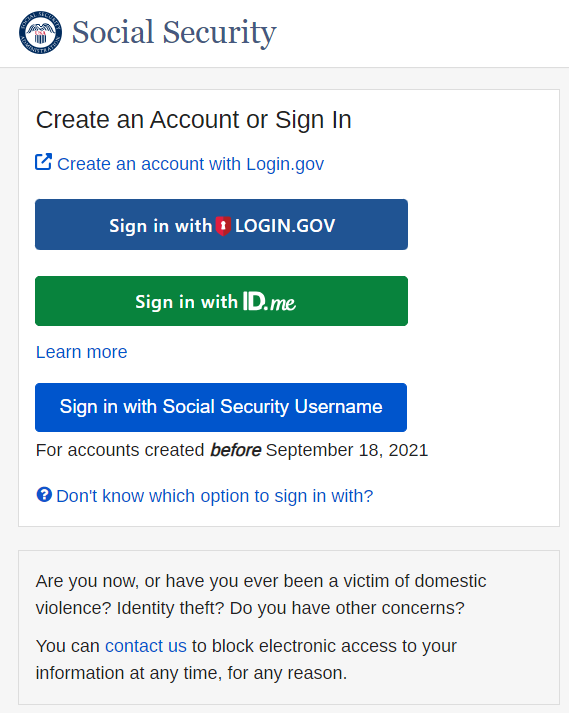 Social Security
Create an Account or Sign In
Create an account with Login.gov
Sign in with LOGIN.GOV
Sign in with ID.me
Learn more
Sign in with Social Security Username
For accounts created before September 18, 2021
Don't know which option to sign in with?
Are you now, or have you ever been a victim of domestic
violence? Identity theft? Do you have other concerns?
You can contact us to block electronic access to your
information at any time, for any reason.